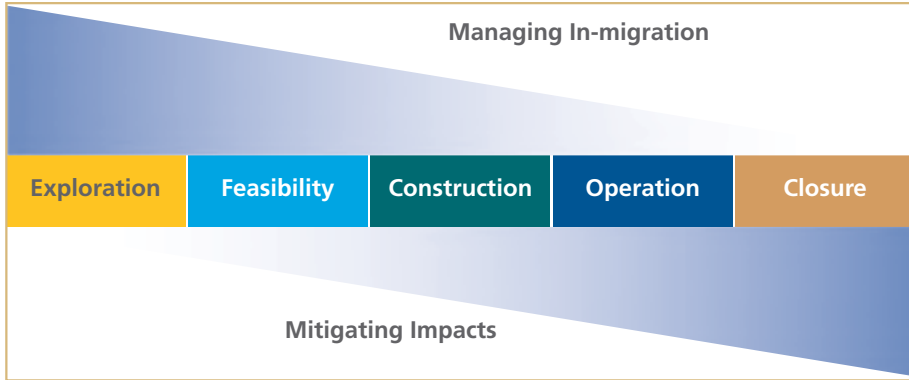 Managing In-migration
Exploration Feasibility Construction Operation Closure
Mitigating Impacts